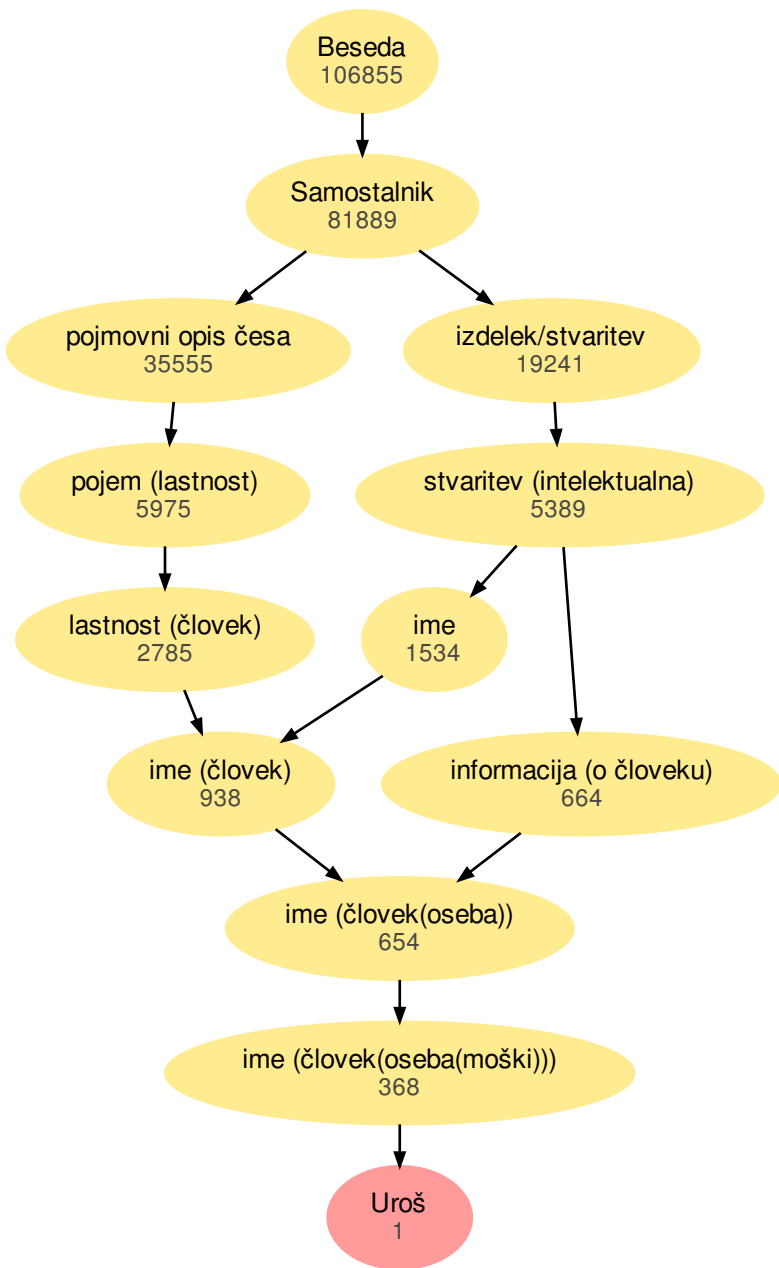 Beseda
106855
Samostalnik
81889
pojmovni opis česa
35555
izdelek/stvaritev
19241
pojem (lastnost)
5975
stvaritev (intelektualna)
5389
lastnost (človek)
2785
ime
1534
ime (človek)
938
informacija (o človeku)
664
ime (človek(oseba))
654
ime (človek(oseba(moški)))
368
Uroš
1